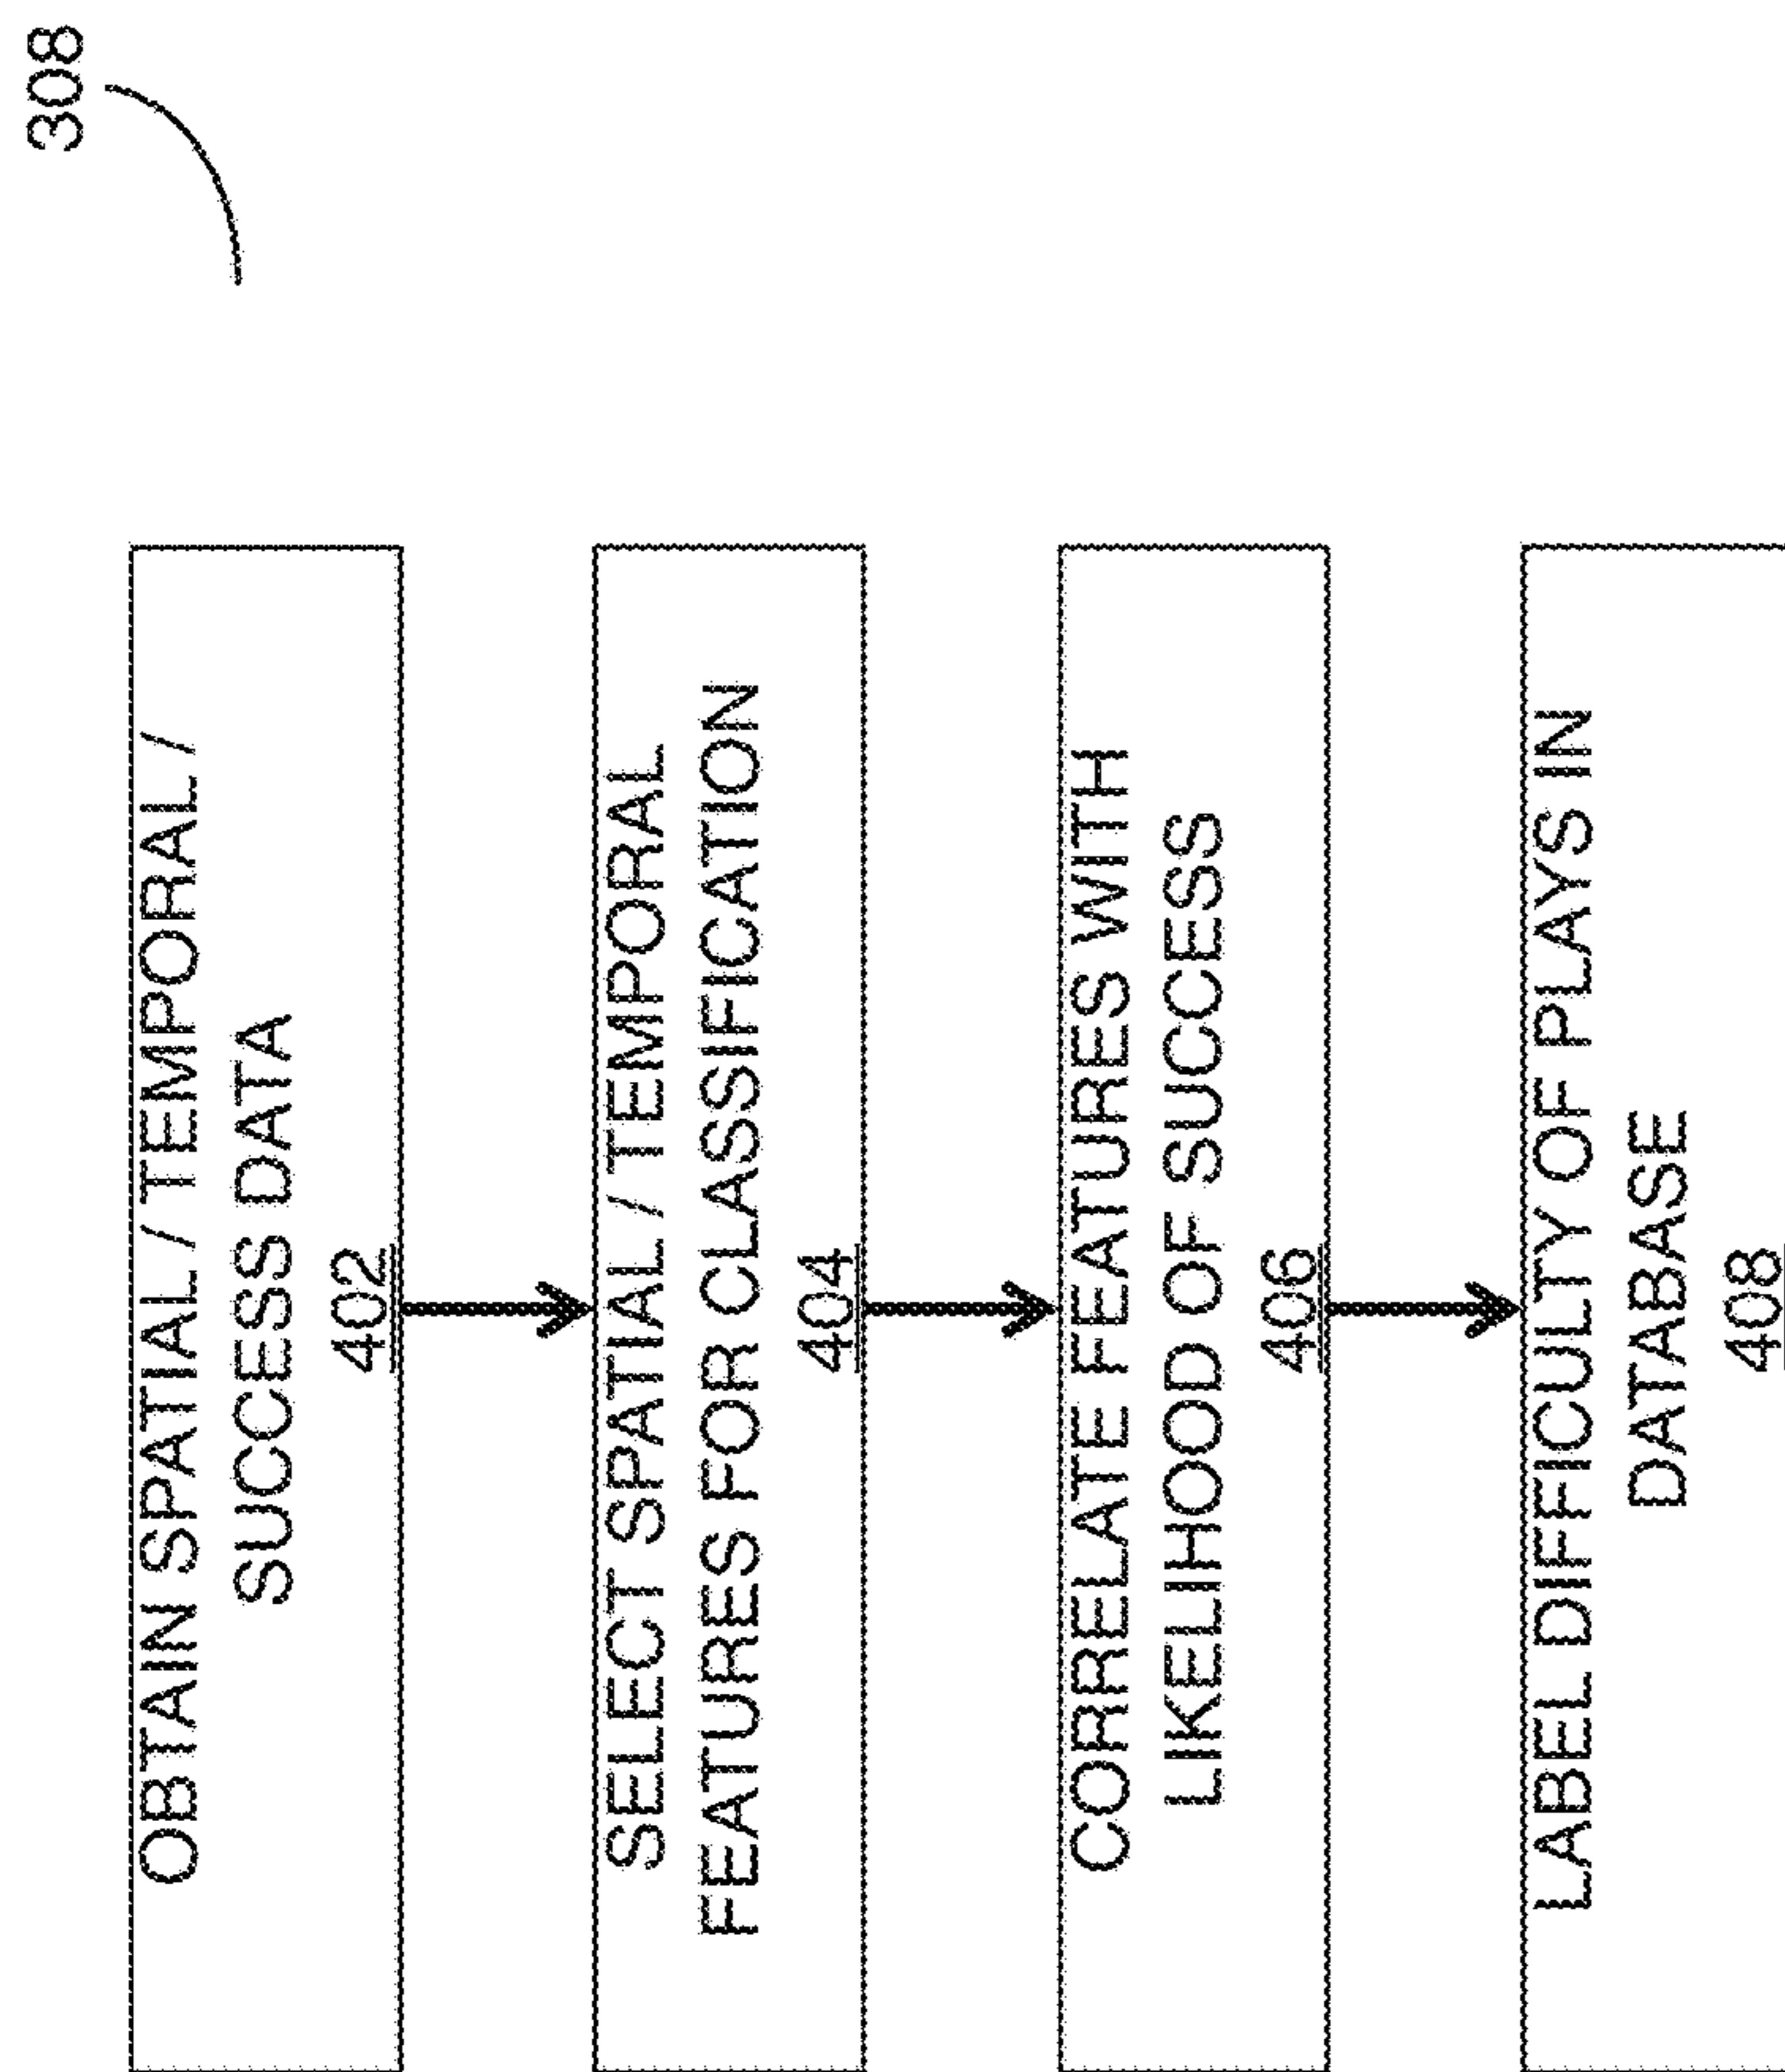 308
OBTAIN SPATIAL / TEMPORAL /
SUCCESS DATA
402
SELECT SPATIAL / TEMPORAL
FEATURES FOR CLASSIFICATION
404
CORRELATE FEATURES WITH
LIKELIHOOD OF SUCCESS
406
LABEL DIFFICULTY OF PLAYS IN
DATABASE
408